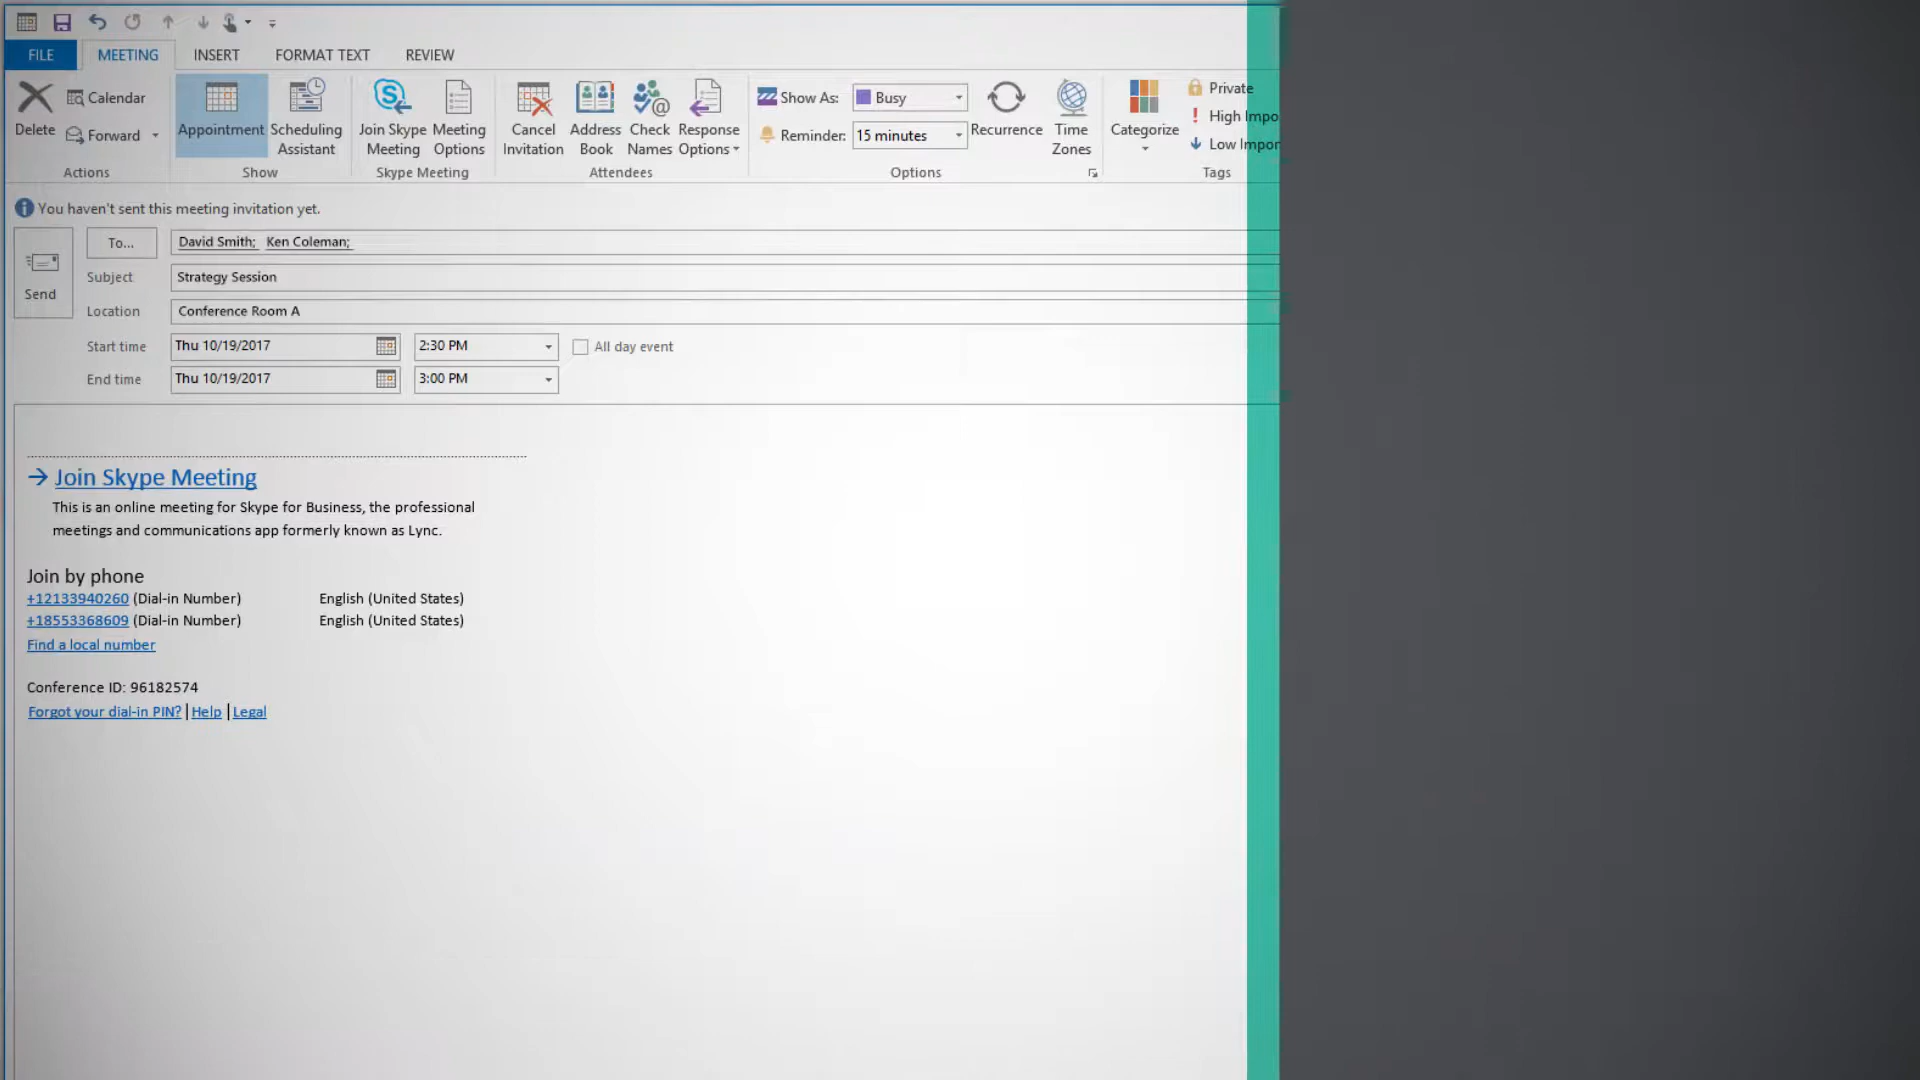 FILE MEETING INSERT FORMAT TEXT REVIEW
Delete
Calendar
Forward
Actions
Appointment
Scheduling
Assistant
Show
Join Skype
Meeting
Meeting
Options
Skype Meeting
Cancel
Invitation
Address
Book
Check
Names
Response
Options
Attendees
Show As: Busy
Reminder: 15 minutes
Recurrence
Time
Zones
Options
Categorize
Private
High Impo
Low Impor
Tags
You haven't sent this meeting invitation yet.
Send
To... David Smith; Ken Coleman;
Subject Strategy Session
Location Conference Room A
Start time Thu 10/19/2017 2:30 PM All day event
End time Thu 10/19/2017 3:00 PM
Join Skype Meeting
This is an online meeting for Skype for Business, the professional
meetings and communications app formerly known as Lync.
Join by phone
+12133940260 (Dial-in Number) English (United States)
+18553368609 (Dial-in Number) English (United States)
Find a local number
Conference ID: 96182574
Forgot your dial-in PIN? | Help | Legal